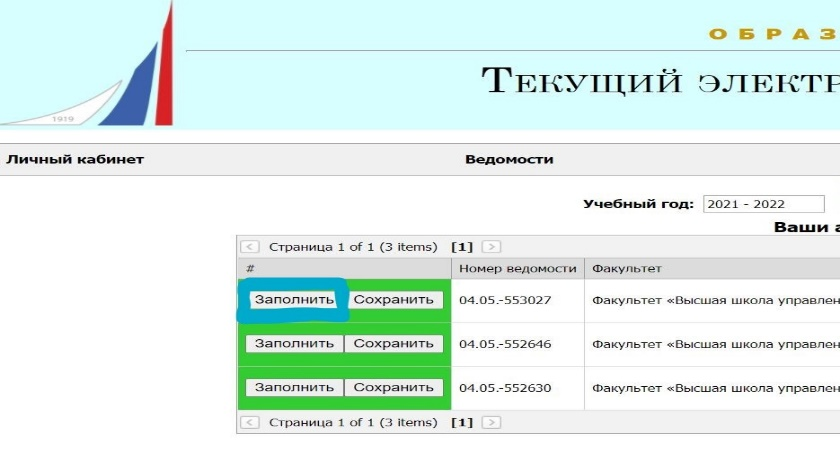 ОБРАЗ
1919
Текущий электр
Личный кабинет Ведомости
Учебный год: 2021 - 2022
Ваши а
Страница 1 of 1 (3 items) [1]
# Номер ведомости Факультет
Заполнить Сохранить 04.05.-553027 Факультет «Высшая школа управлен
Заполнить Сохранить 04.05.-552646 Факультет «Высшая школа управлен
Заполнить Сохранить 04.05.-552630 Факультет «Высшая школа управлен
Страница 1 of 1 (3 items) [1]